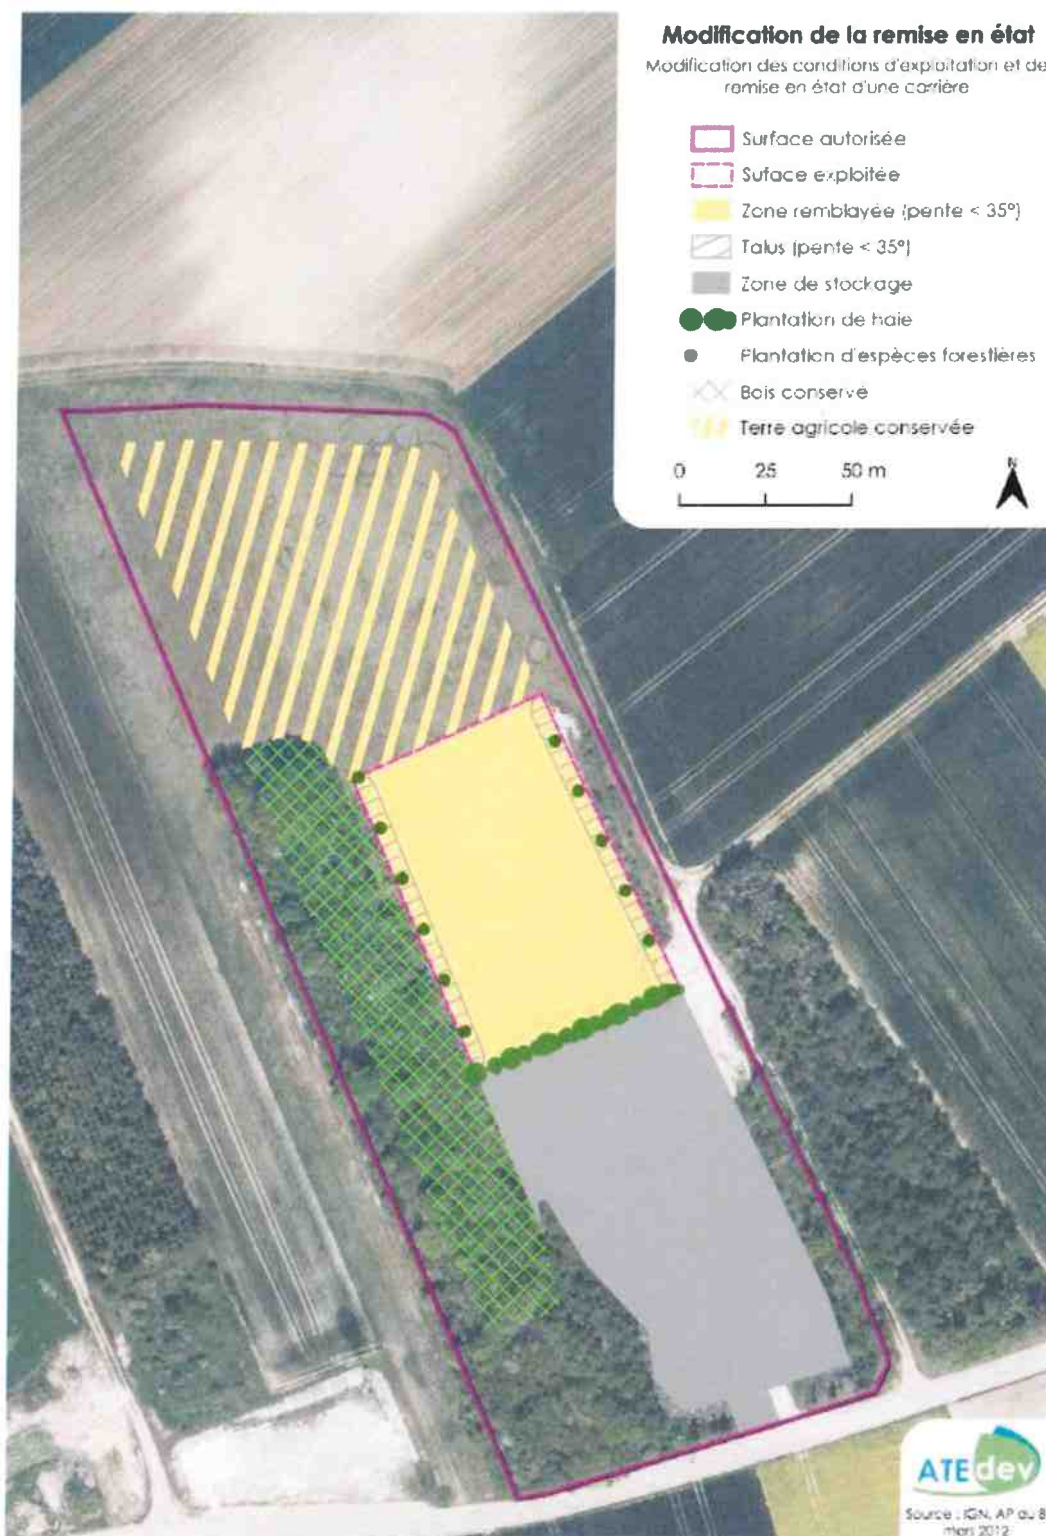 Modification de la remise en état
Modification des conditions d'exploitation et de
remise en état d'une carrière
Surface autorisée
Suface exploitée
Zone remblayée (pente < 35°)
Talus (pente < 35°)
Zone de stockage
Plantation de haie
Plantation d'espèces forestières
Bois conservé
Terre agricole conservée
0 25 50 m
N
ATEdev
Source : IGN, AP du 8
mars 2012